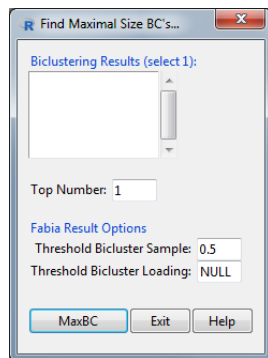 R Find Maximal Size BC's...
Biclustering Results (select 1):
Top Number: 1
Fabia Result Options
Threshold Bicluster Sample: 0.5
Threshold Bicluster Loading: NULL
MaxBC Exit Help